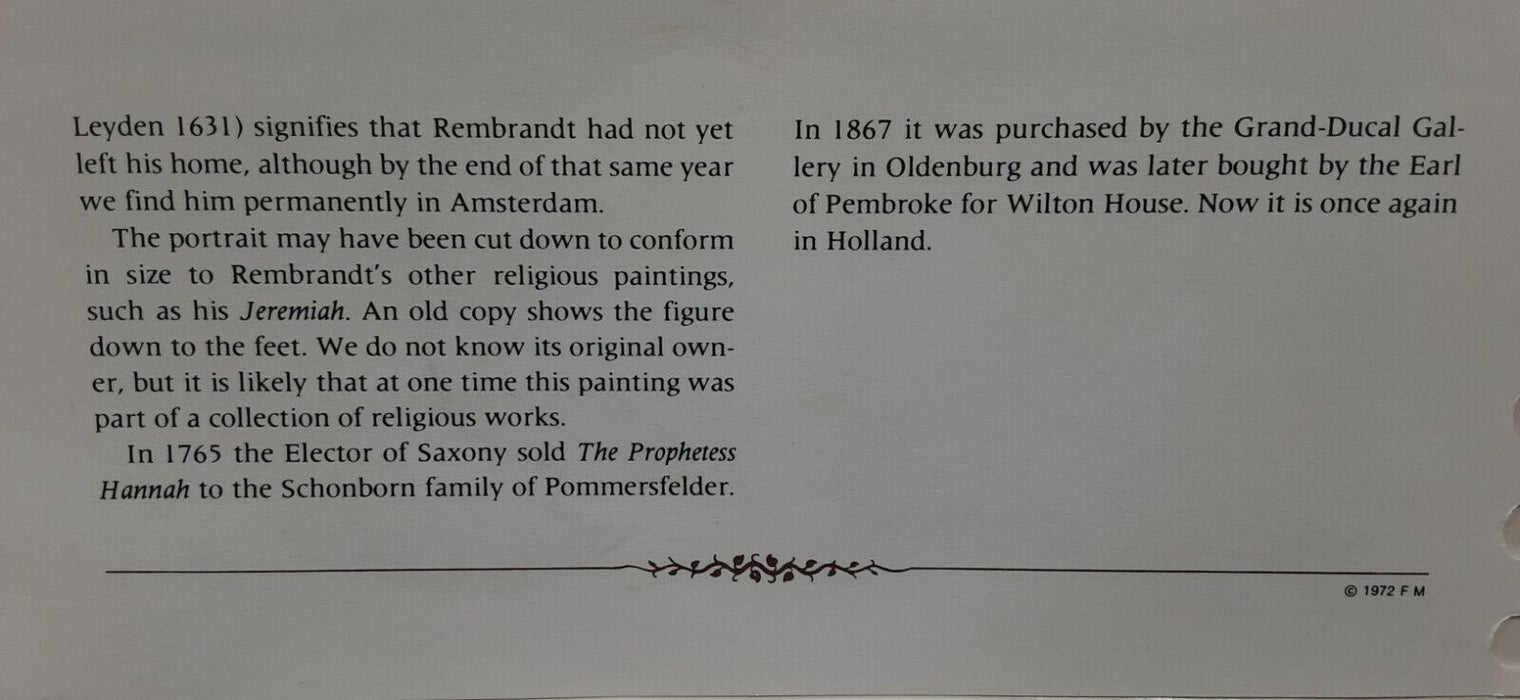 Leyden 1631) signifies that Rembrandt had not yet
left his home, although by the end of that same year
we find him permanently in Amsterdam.
The portrait may have been cut down to conform
in size to Rembrandt's other religious paintings,
such as his Jeremiah. An old copy shows the figure
down to the feet. We do not know its original own-
er, but it is likely that at one time this painting was
part of a collection of religious works.
In 1765 the Elector of Saxony sold The Prophetess
Hannah to the Schonborn family of Pommersfelder.
In 1867 it was purchased by the Grand-Ducal Gal-
lery in Oldenburg and was later bought by the Earl
of Pembroke for Wilton House. Now it is once again
in Holland.
© 1972 F M